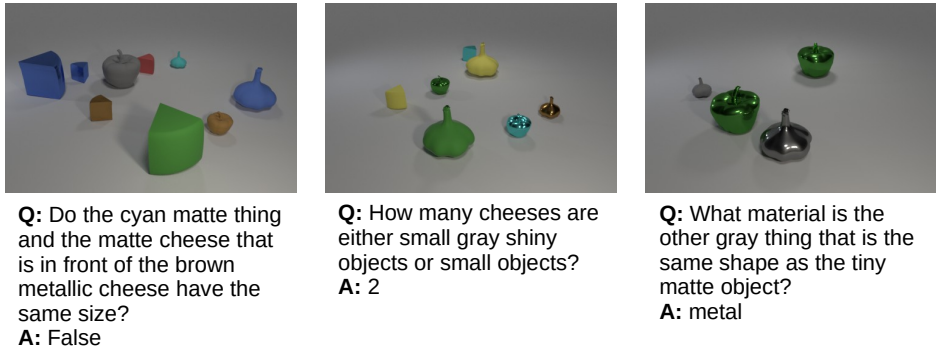 Q: Do the cyan matte thing
and the matte cheese that
is in front of the brown
metallic cheese have the
same size?
A: False
Q: How many cheeses are
either small gray shiny
objects or small objects?
A: 2
Q: What material is the
other gray thing that is the
same shape as the tiny
matte object?
A: metal